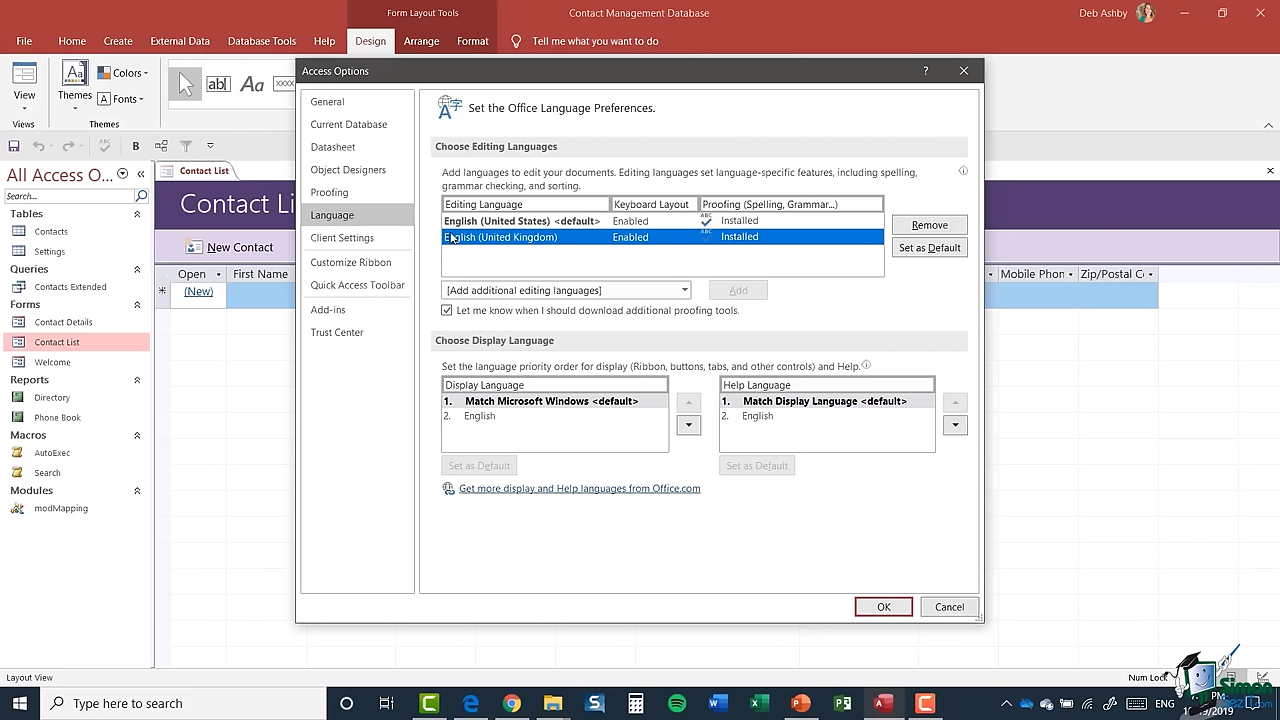 Form Layout Tools
Contact Management Database
Deb Ashby
File
Home
Create
External Data
Database Tools
Help
Design
Arrange
Format
Tell me what you want to do
View
Themes
Colors
Fonts
Views
Themes
Access Options
General
Current Database
Datasheet
Object Designers
Proofing
Language
Client Settings
Customize Ribbon
Quick Access Toolbar
Add-ins
Trust Center
Set the Office Language Preferences.
Choose Editing Languages
Add languages to edit your documents. Editing languages set language-specific features, including spelling,
grammar checking, and sorting.
Editing Language
Keyboard Layout
Proofing (Spelling, Grammar...)
English (United States) <default>
Enabled
Installed
English (United Kingdom)
Enabled
Installed
Remove
Set as Default
[Add additional editing languages]
Add
Let me know when I should download additional proofing tools.
Choose Display Language
Set the language priority order for display (Ribbon, buttons, tabs, and other controls) and Help.
Display Language
1. Match Microsoft Windows <default>
2. English
Set as Default
Help Language
1. Match Display Language <default>
2. English
Set as Default
Get more display and Help languages from Office.com
OK
Cancel
All Access O...
Search...
Tables
Contacts
Settings
Queries
Contacts Extended
Forms
Contact Details
Contact List
Welcome
Reports
Directory
Phone Book
Macros
AutoExec
Search
Modules
modMapping
Contact List
Contact Li
New Contact
Open
First Name
Mobile Phon
Zip/Postal C
(New)
Layout View
Num Lock
Type here to search
ENG
Simon